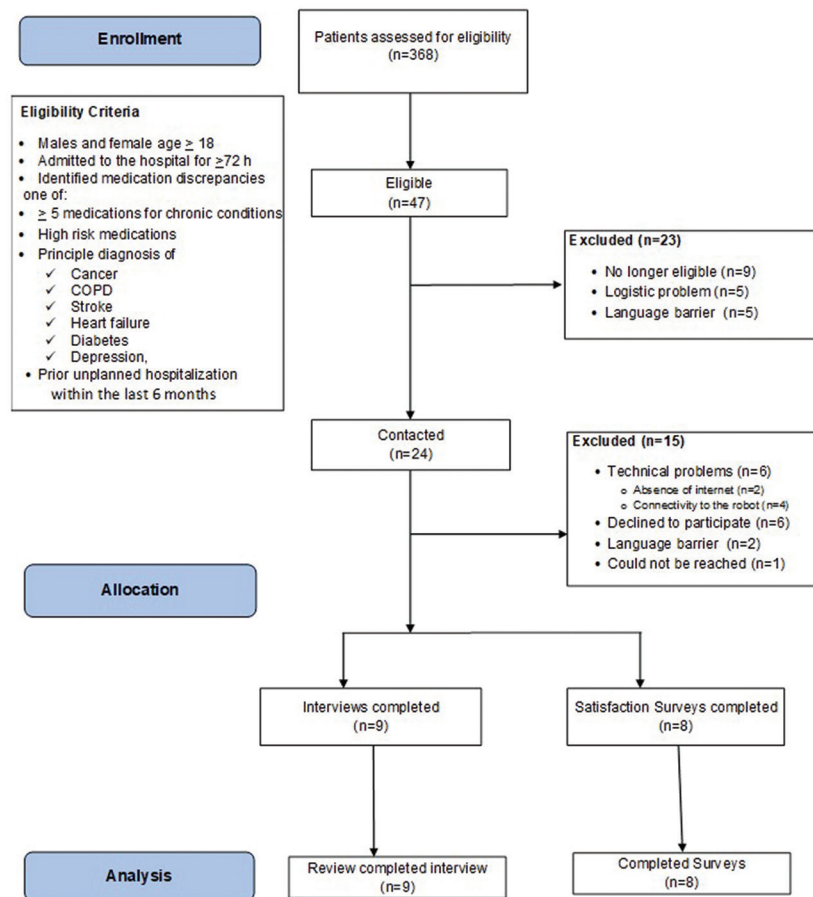 Enrollment
Patients assessed for eligibility
(n=368)
Eligibility Criteria
• Males and female age ≥ 18
• Admitted to the hospital for ≥72 h
• Identified medication discrepancies
one of:
• ≥ 5 medications for chronic conditions
• High risk medications
• Principle diagnosis of
✓ Cancer
✓ COPD
✓ Stroke
✓ Heart failure
✓ Diabetes
✓ Depression,
• Prior unplanned hospitalization
within the last 6 months
Eligible
(n=47)
Excluded (n=23)
• No longer eligible (n=9)
• Logistic problem (n=5)
• Language barrier (n=5)
Contacted
(n=24)
Excluded (n=15)
• Technical problems (n=6)
o Absence of internet (n=2)
o Connectivity to the robot (n=4)
• Declined to participate (n=6)
• Language barrier (n=2)
• Could not be reached (n=1)
Allocation
Interviews completed
(n=9)
Satisfaction Surveys completed
(n=8)
Analysis
Review completed interview
(n=9)
Completed Surveys
(n=8)